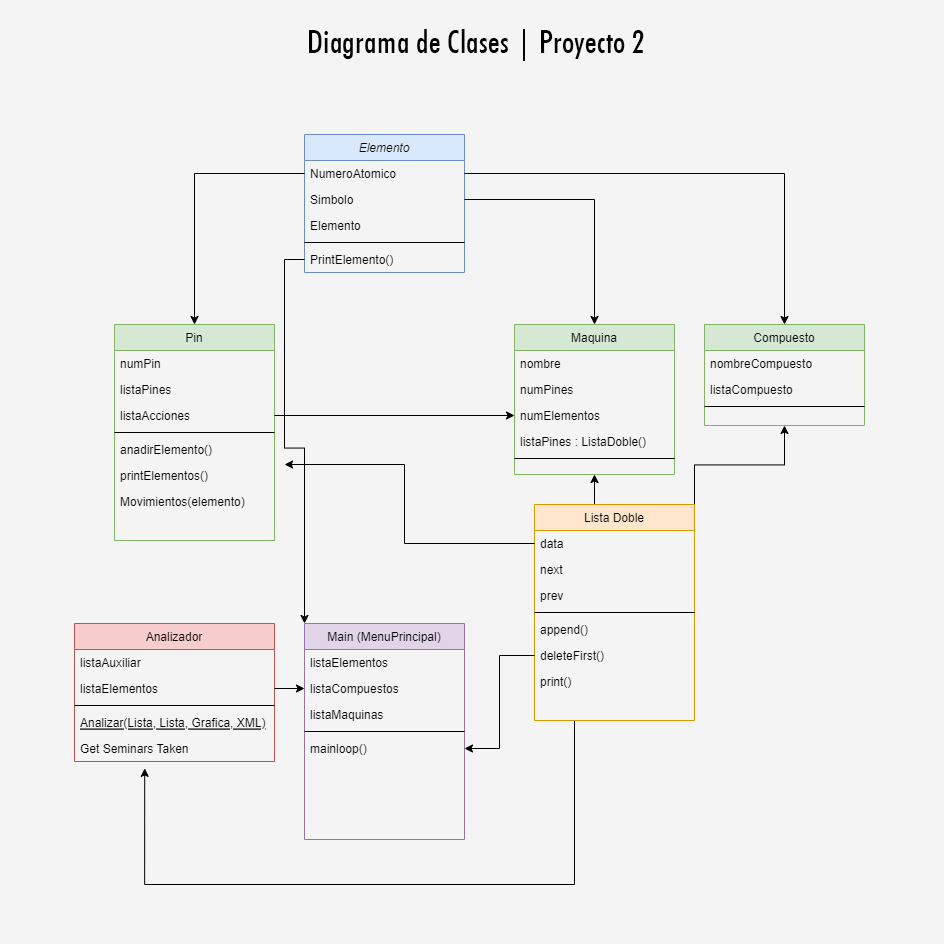 Diagrama de Clases | Proyecto 2
Elemento
NumeroAtomico
Simbolo
Elemento
PrintElemento()
Pin
numPin
listaPines
listaAcciones
anadirElemento()
printElementos()
Movimientos(elemento)
Maquina
nombre
numPines
numElementos
listaPines : ListaDoble()
Compuesto
nombreCompuesto
listaCompuesto
Lista Doble
data
next
prev
append()
deleteFirst()
print()
Analizador
listaAuxiliar
listaElementos
Analizar(Lista, Lista, Grafica, XML)
Get Seminars Taken
Main (MenuPrincipal)
listaElementos
listaCompuestos
listaMaquinas
mainloop()